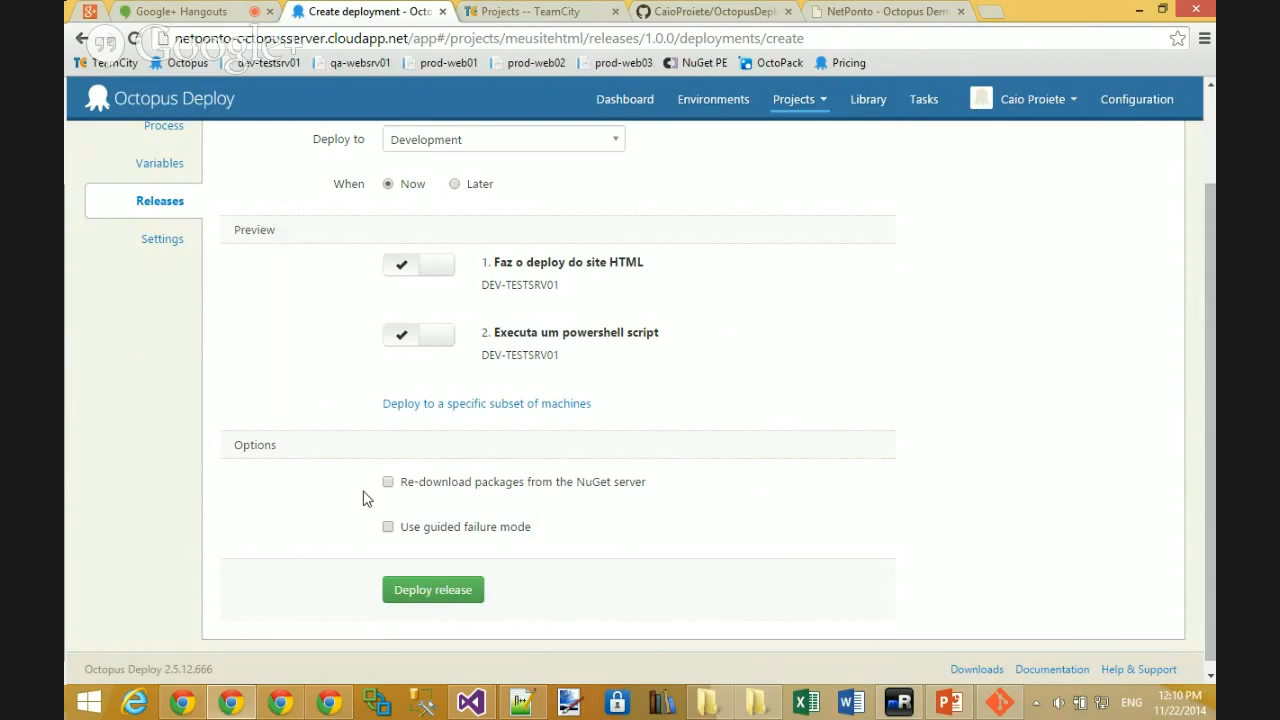 Google+ Hangouts
Create deployment - Octo
Projects -- TeamCity
CaioProiete/OctopusDepl
NetPonto - Octopus Dem
Google+
netponto-octopusserver.cloudapp.net/app#/projects/meusitehtml/releases/1.0.0/deployments/create
TeamCity
Octopus
dev-testsrv01
qa-websrv01
prod-web01
prod-web02
prod-web03
NuGet PE
OctoPack
Pricing
Octopus Deploy
Dashboard
Environments
Projects
Library
Tasks
Caio Proiete
Configuration
Process
Variables
Releases
Settings
Deploy to
Development
When
Now
Later
Preview
1. Faz o deploy do site HTML
DEV-TESTSRV01
2. Executa um powershell script
DEV-TESTSRV01
Deploy to a specific subset of machines
Options
Re-download packages from the NuGet server
Use guided failure mode
Deploy release
Octopus Deploy 2.5.12.666
Downloads
Documentation
Help & Support
ENG
12:10 PM
11/22/2014